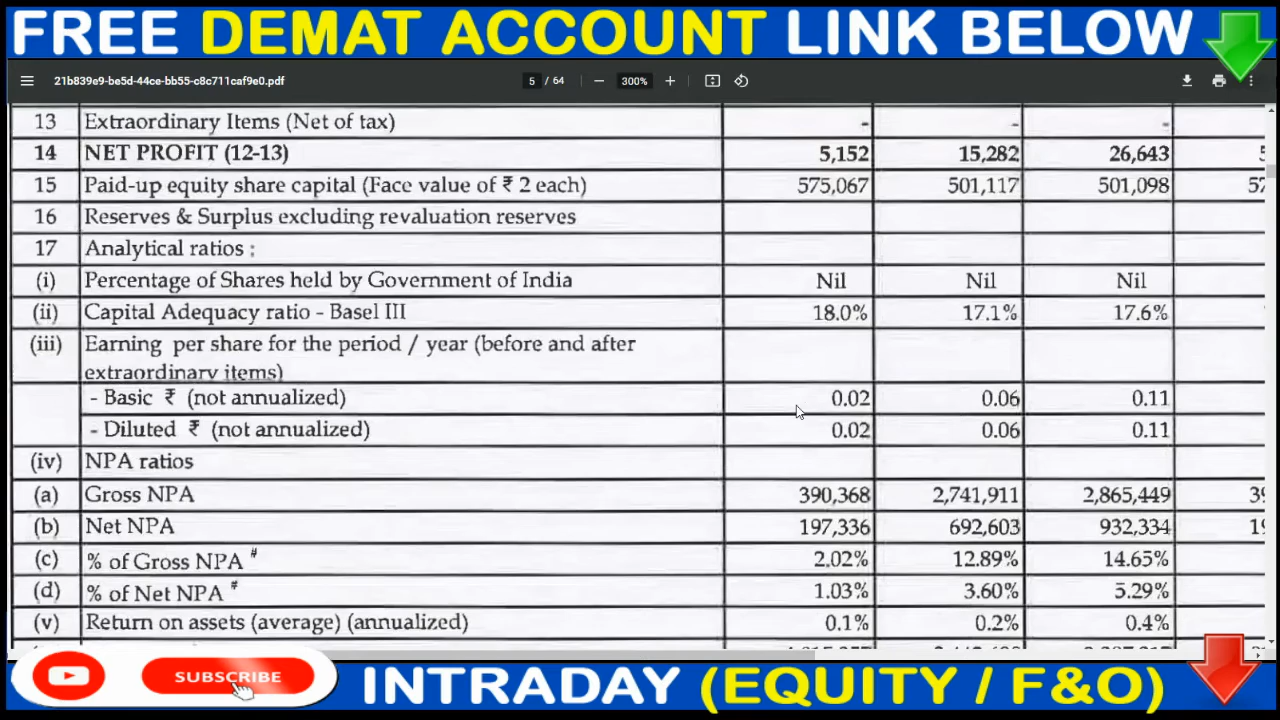 FREE DEMAT ACCOUNT LINK BELOW
21b839e9-be5d-44ce-bb55-c8c711caf9e0.pdf 5 / 64 — 300% +
13 Extraordinary Items (Net of tax) - - -
14 NET PROFIT (12-13) 5,152 15,282 26,643
15 Paid-up equity share capital (Face value of ₹ 2 each) 575,067 501,117 501,098
16 Reserves & Surplus excluding revaluation reserves
17 Analytical ratios :
(i) Percentage of Shares held by Government of India Nil Nil Nil
(ii) Capital Adequacy ratio - Basel III 18.0% 17.1% 17.6%
(iii) Earning per share for the period / year (before and after
extraordinary items)
- Basic ₹ (not annualized) 0.02 0.06 0.11
- Diluted ₹ (not annualized) 0.02 0.06 0.11
(iv) NPA ratios
(a) Gross NPA 390,368 2,741,911 2,865,449
(b) Net NPA 197,336 692,603 932,334
(c) % of Gross NPA # 2.02% 12.89% 14.65%
(d) % of Net NPA # 1.03% 3.60% 5.29%
(v) Return on assets (average) (annualized) 0.1% 0.2% 0.4%
SUBSCRIBE
INTRADAY (EQUITY / F&O)